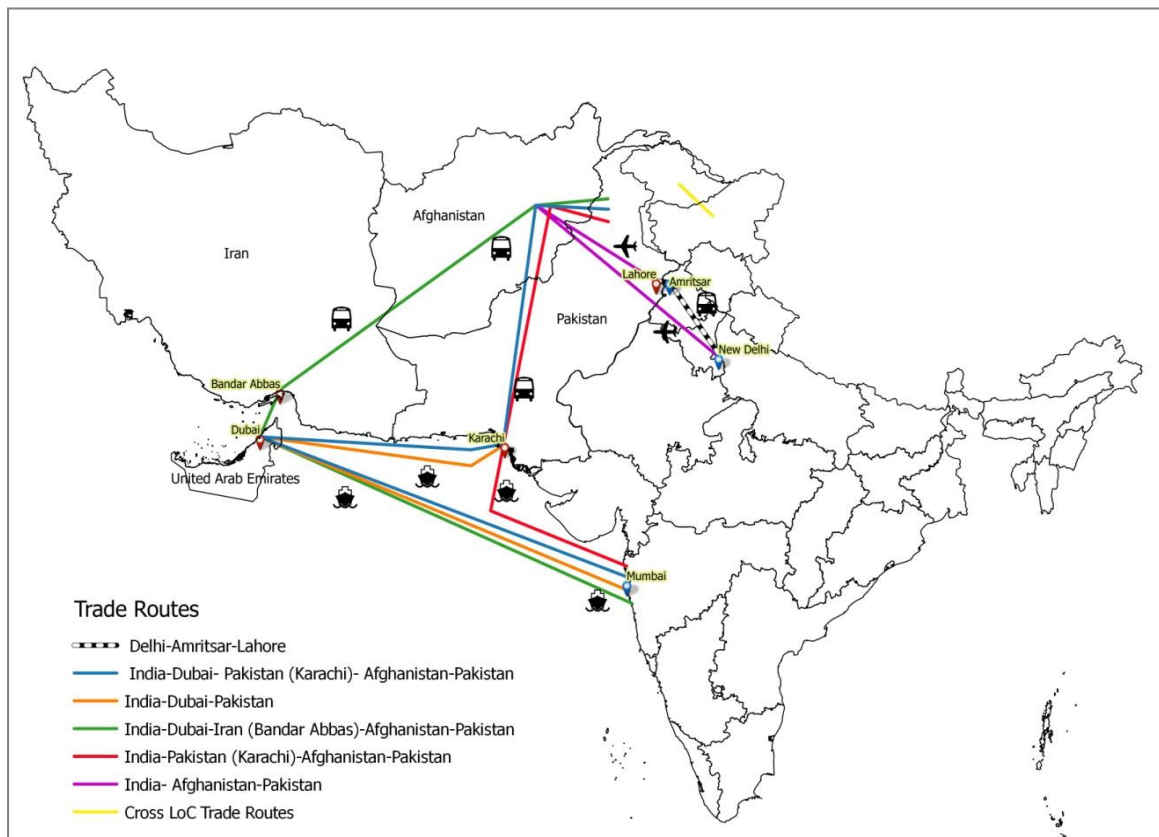 Afghanistan
Iran
Lahore
Amritsar
Pakistan
New Delhi
Bandar Abbas
Dubai
Karachi
United Arab Emirates
Mumbai
Trade Routes
Delhi-Amritsar-Lahore
India-Dubai- Pakistan (Karachi)- Afghanistan-Pakistan
India-Dubai-Pakistan
India-Dubai-Iran (Bandar Abbas)-Afghanistan-Pakistan
India-Pakistan (Karachi)-Afghanistan-Pakistan
India- Afghanistan-Pakistan
Cross LoC Trade Routes